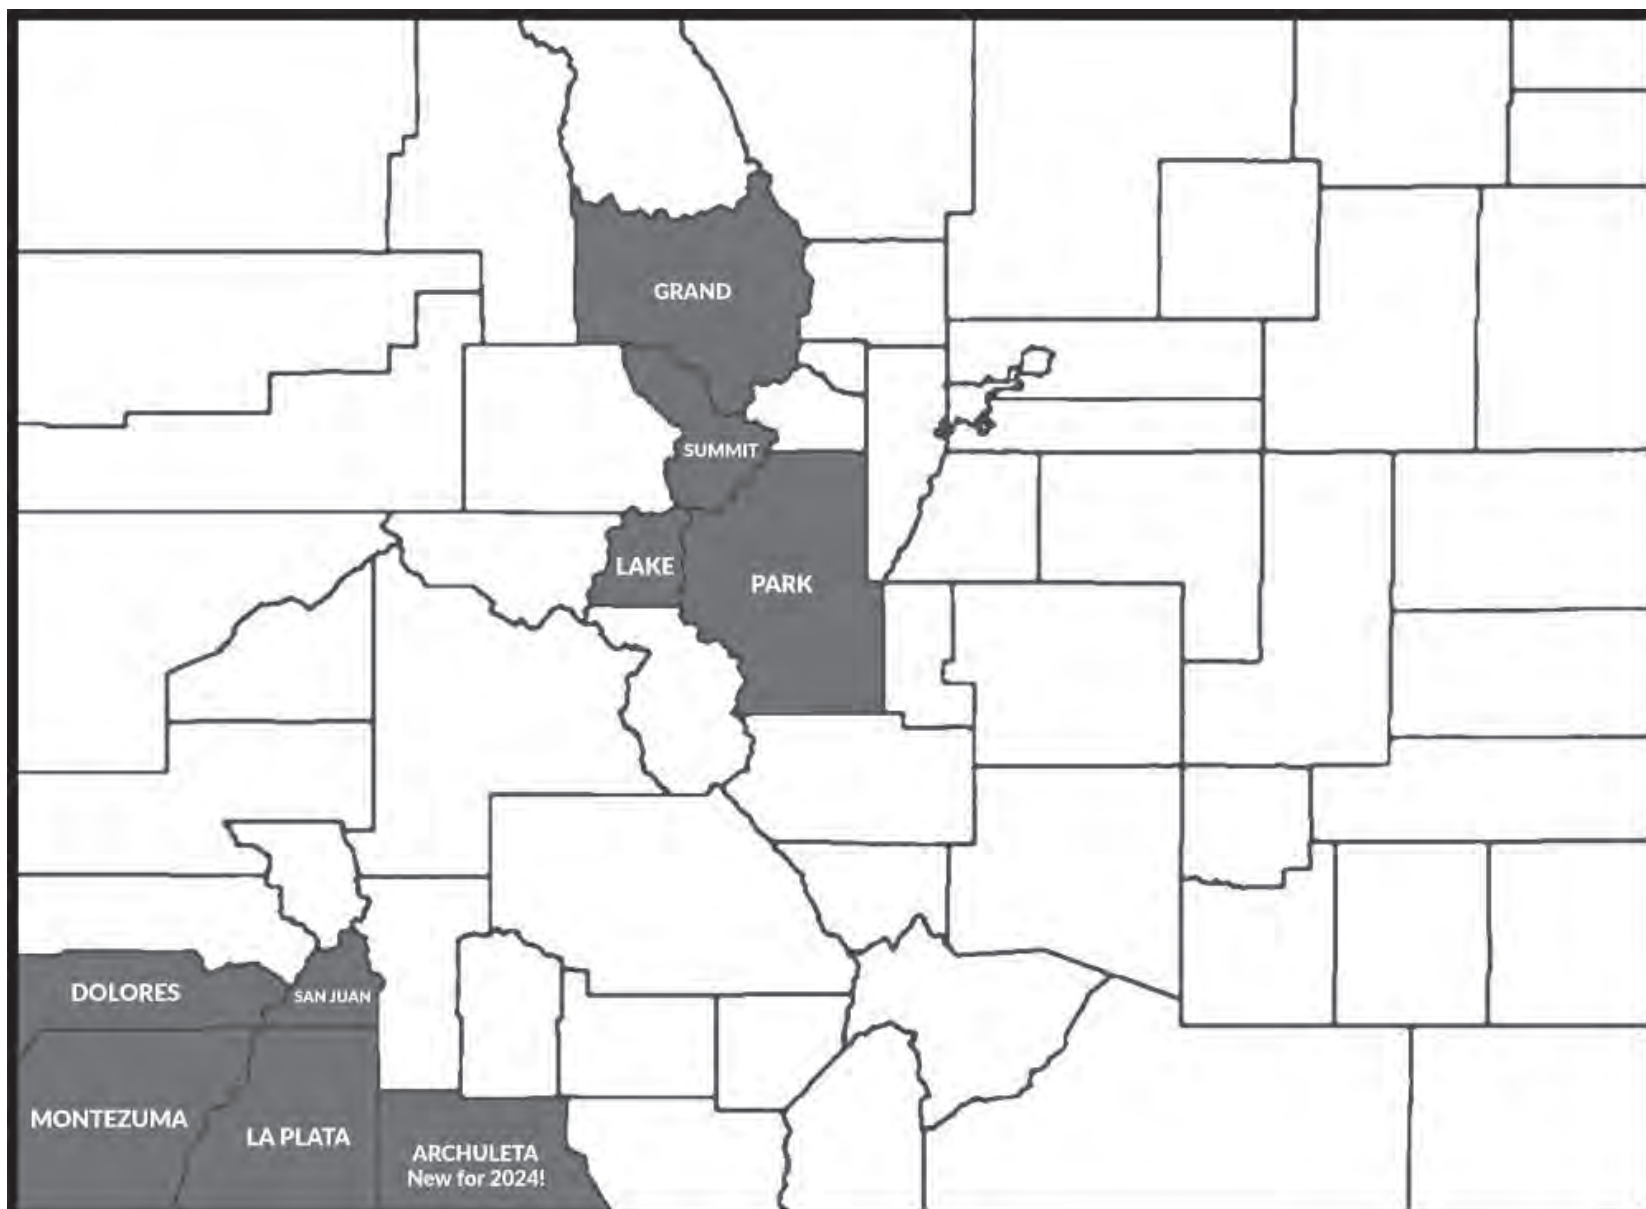 GRAND
SUMMIT
LAKE
PARK
DOLORES
SAN JUAN
MONTEZUMA
LA PLATA
ARCHULETA
New for 2024!